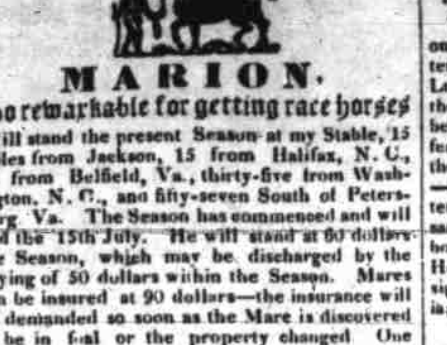 MARION.
so remarkable for getting race horses
ill stand the present Season at my Stable, 15
les from Jackson, 15 from Halifax, N. C.,
from Belfield, Va., thirty-five from Wash-
gton, N. C., and fifty-seven South of Peters-
rg Va. The Season has commenced and will
d the 15th July. He will stand at 60 dollars
e Season, which may be discharged by the
ying of 50 dollars within the Season. Mares
n be insured at 90 dollars—the insurance will
demanded so soon as the Mare is discovered
be in foal or the property changed One